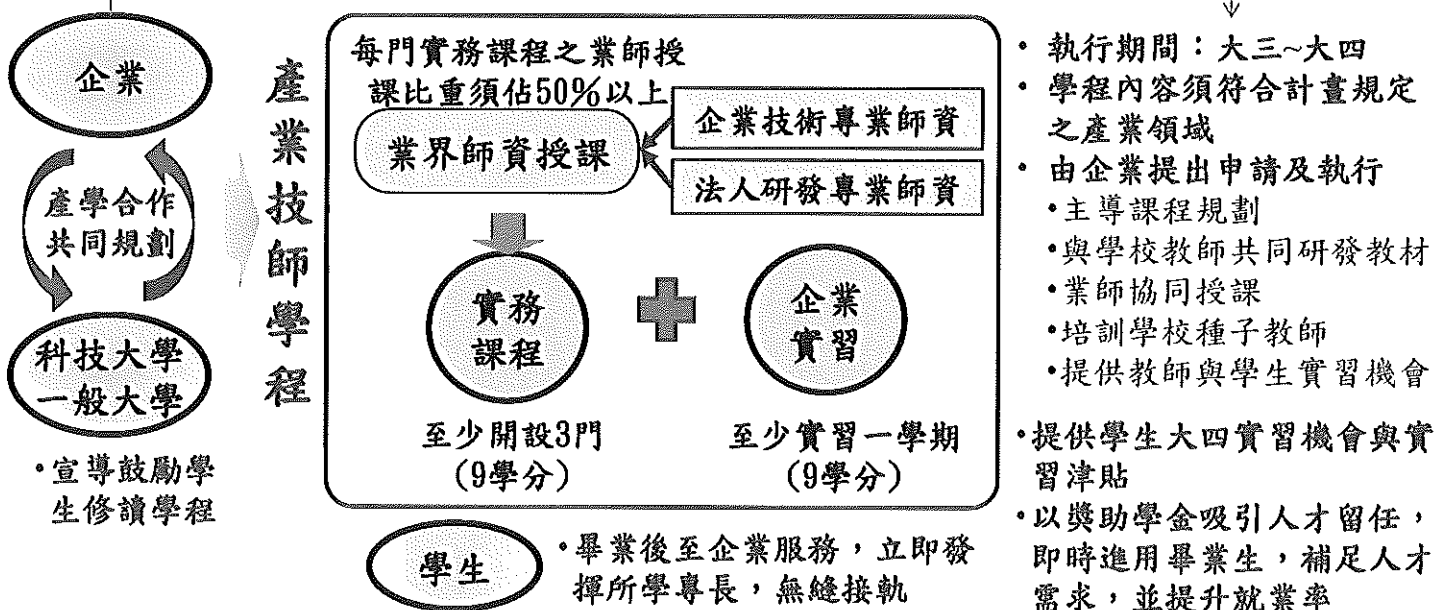 企業
產學合作
共同規劃
科技大學
一般大學
•宣導鼓勵學
生修讀學程
產業技師學程
每門實務課程之業師授
課比重須佔50%以上
業界師資授課
企業技術專業師資
法人研發專業師資
實務
課程
企業
實習
至少開設3門
(9學分)
至少實習一學期
(9學分)
學生
•畢業後至企業服務，立即發
揮所學專長，無縫接軌
• 執行期間：大三~大四
• 學程內容須符合計畫規定
之產業領域
• 由企業提出申請及執行
•主導課程規劃
•與學校教師共同研發教材
•業師協同授課
•培訓學校種子教師
•提供教師與學生實習機會
•提供學生大四實習機會與實
習津貼
•以獎助學金吸引人才留任，
即時進用畢業生，補足人才
需求，並提升就業率